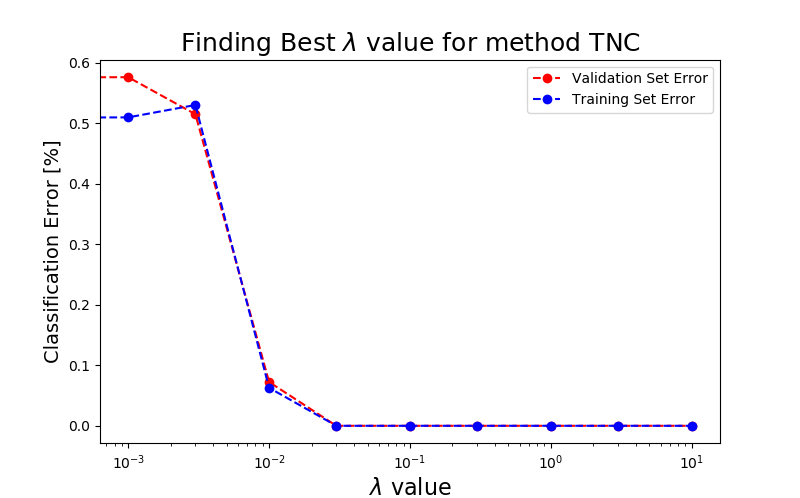 Finding Best λ value for method TNC
Validation Set Error
Training Set Error
Classification Error [%]
0.6
0.5
0.4
0.3
0.2
0.1
0.0
10⁻³
10⁻²
10⁻¹
10⁰
10¹
λ value